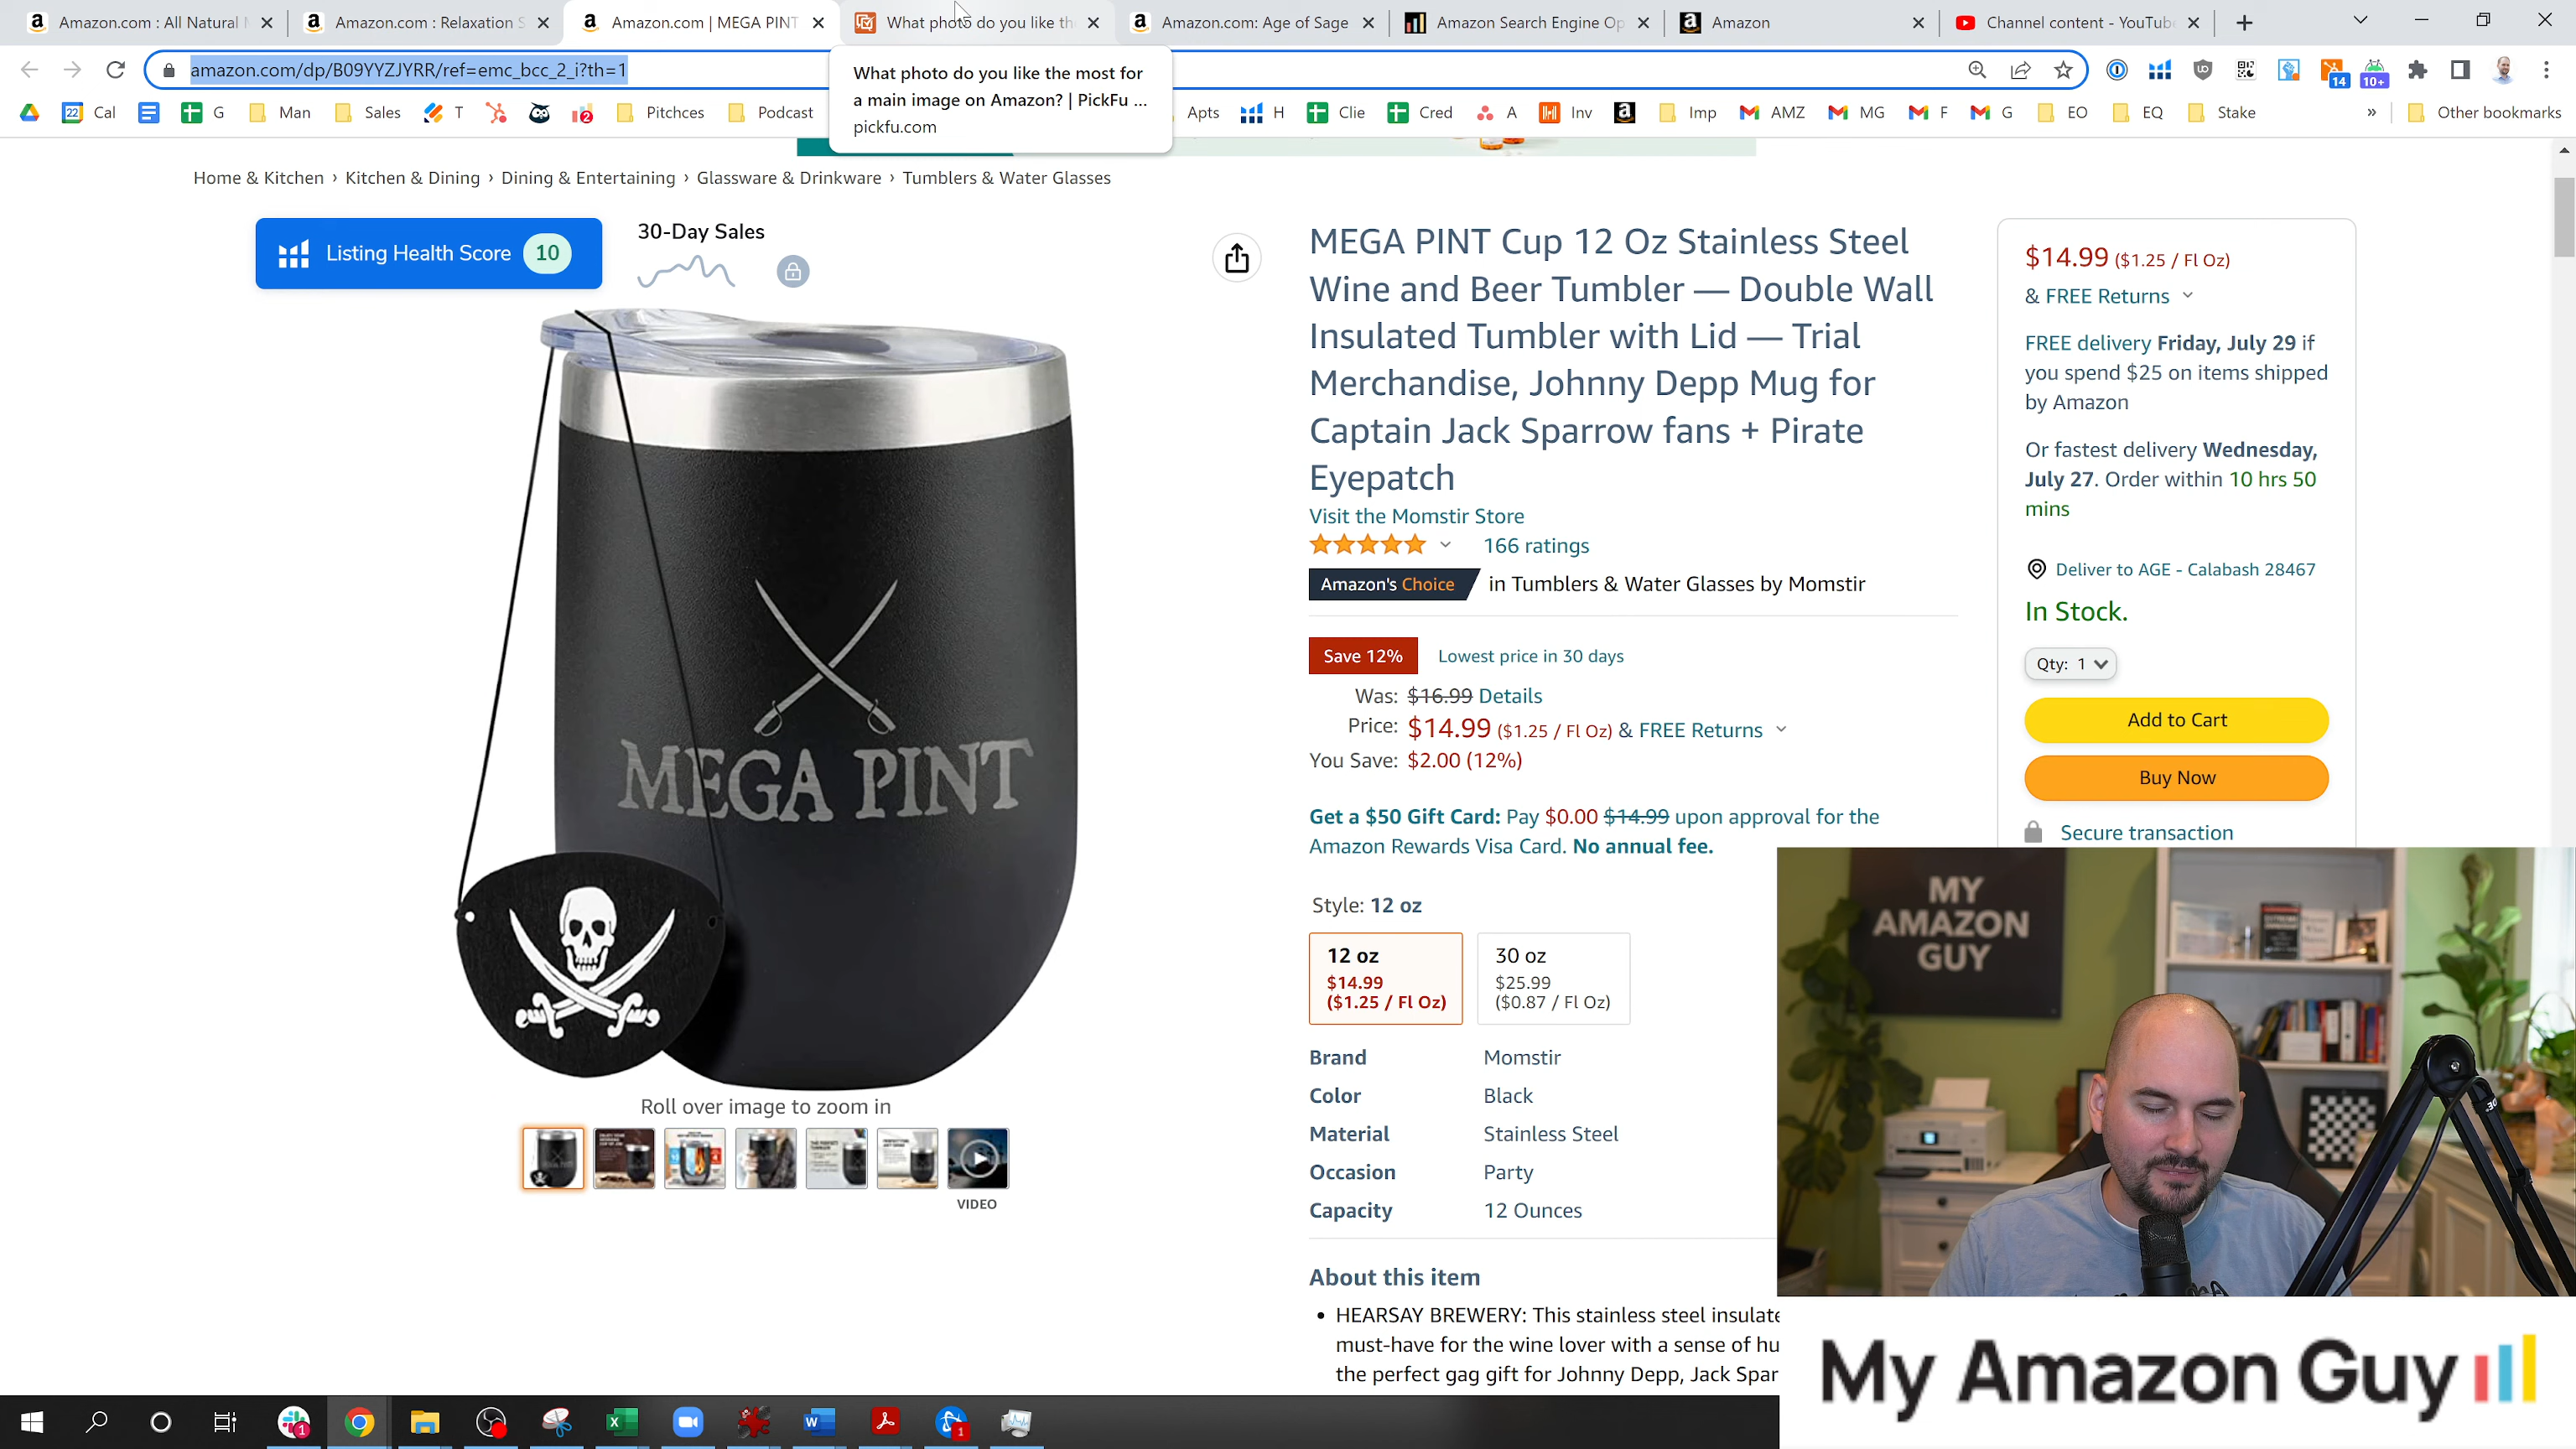 Amazon.com : All Natural
Amazon.com : Relaxation S
Amazon.com | MEGA PINT
What photo do you like th
Amazon.com: Age of Sage
Amazon Search Engine Op
Amazon
Channel content - YouTube
amazon.com/dp/B09YYZJYRR/ref=emc_bcc_2_i?th=1
14
10+
What photo do you like the most for
a main image on Amazon? | PickFu ...
pickfu.com
22 Cal
G
Man
Sales
T
2
Pitchces
Podcast
Apts
H
Clie
Cred
A
Inv
Imp
AMZ
MG
F
G
EO
EQ
Stake
»
Other bookmarks
Home & Kitchen › Kitchen & Dining › Dining & Entertaining › Glassware & Drinkware › Tumblers & Water Glasses
Listing Health Score 10
30-Day Sales
MEGA PINT
Roll over image to zoom in
VIDEO
MEGA PINT Cup 12 Oz Stainless Steel
Wine and Beer Tumbler — Double Wall
Insulated Tumbler with Lid — Trial
Merchandise, Johnny Depp Mug for
Captain Jack Sparrow fans + Pirate
Eyepatch
Visit the Momstir Store
166 ratings
Amazon's Choice in Tumblers & Water Glasses by Momstir
Save 12% Lowest price in 30 days
Was: $16.99 Details
Price: $14.99 ($1.25 / Fl Oz) & FREE Returns
You Save: $2.00 (12%)
Get a $50 Gift Card: Pay $0.00 $14.99 upon approval for the
Amazon Rewards Visa Card. No annual fee.
Style: 12 oz
12 oz
$14.99
($1.25 / Fl Oz)
30 oz
$25.99
($0.87 / Fl Oz)
Brand Momstir
Color Black
Material Stainless Steel
Occasion Party
Capacity 12 Ounces
About this item
• HEARSAY BREWERY: This stainless steel insulate
must-have for the wine lover with a sense of hu
the perfect gag gift for Johnny Depp, Jack Spar
$14.99 ($1.25 / Fl Oz)
& FREE Returns
FREE delivery Friday, July 29 if
you spend $25 on items shipped
by Amazon
Or fastest delivery Wednesday,
July 27. Order within 10 hrs 50
mins
Deliver to AGE - Calabash 28467
In Stock.
Qty: 1
Add to Cart
Buy Now
Secure transaction
MY
AMAZON
GUY
My Amazon Guy
1
1